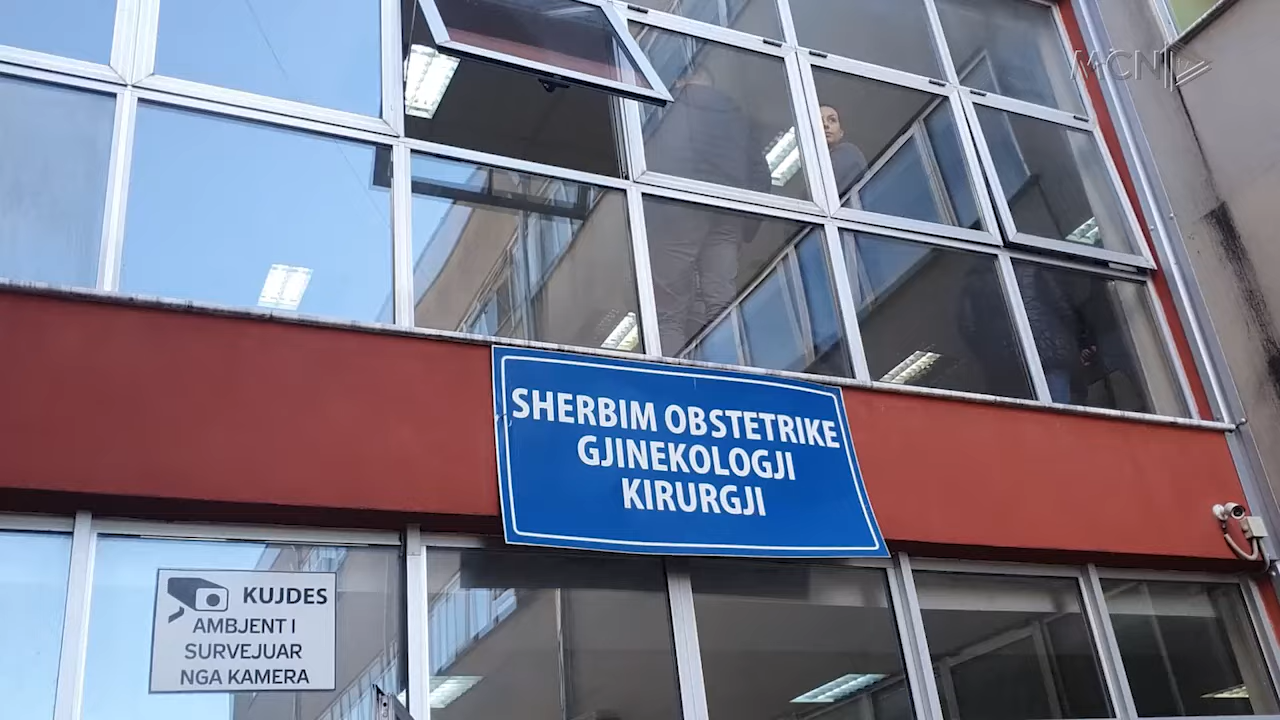 MCN
SHERBIM OBSTETRIKE
GJINEKOLOGJI
KIRURGJI
KUJDES
AMBJENT I
SURVEJUAR
NGA KAMERA